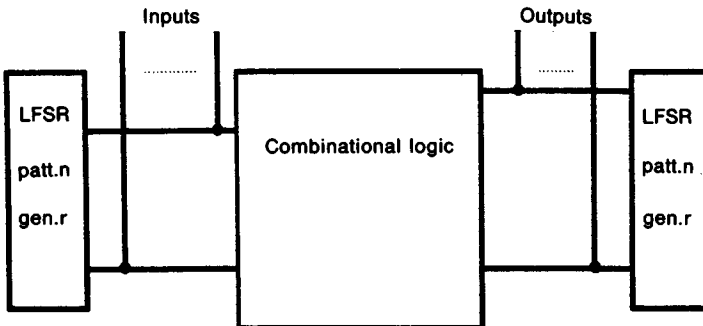 Inputs
Outputs
LFSR
patt.n
gen.r
Combinational logic
LFSR
patt.n
gen.r